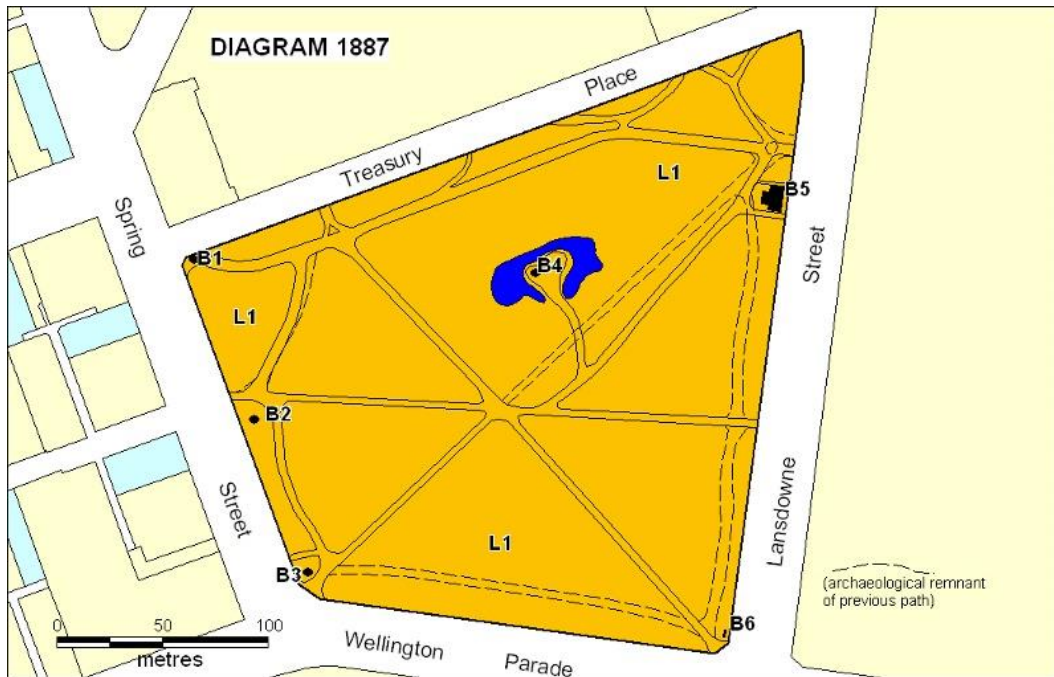 DIAGRAM 1887
Treasury Place
L1
B5
Spring Street
B1
B4
L1
B2
Street
Lansdowne
L1
B3
(archaeological remnant
of previous path)
B6
0 50 100
metres
Wellington Parade